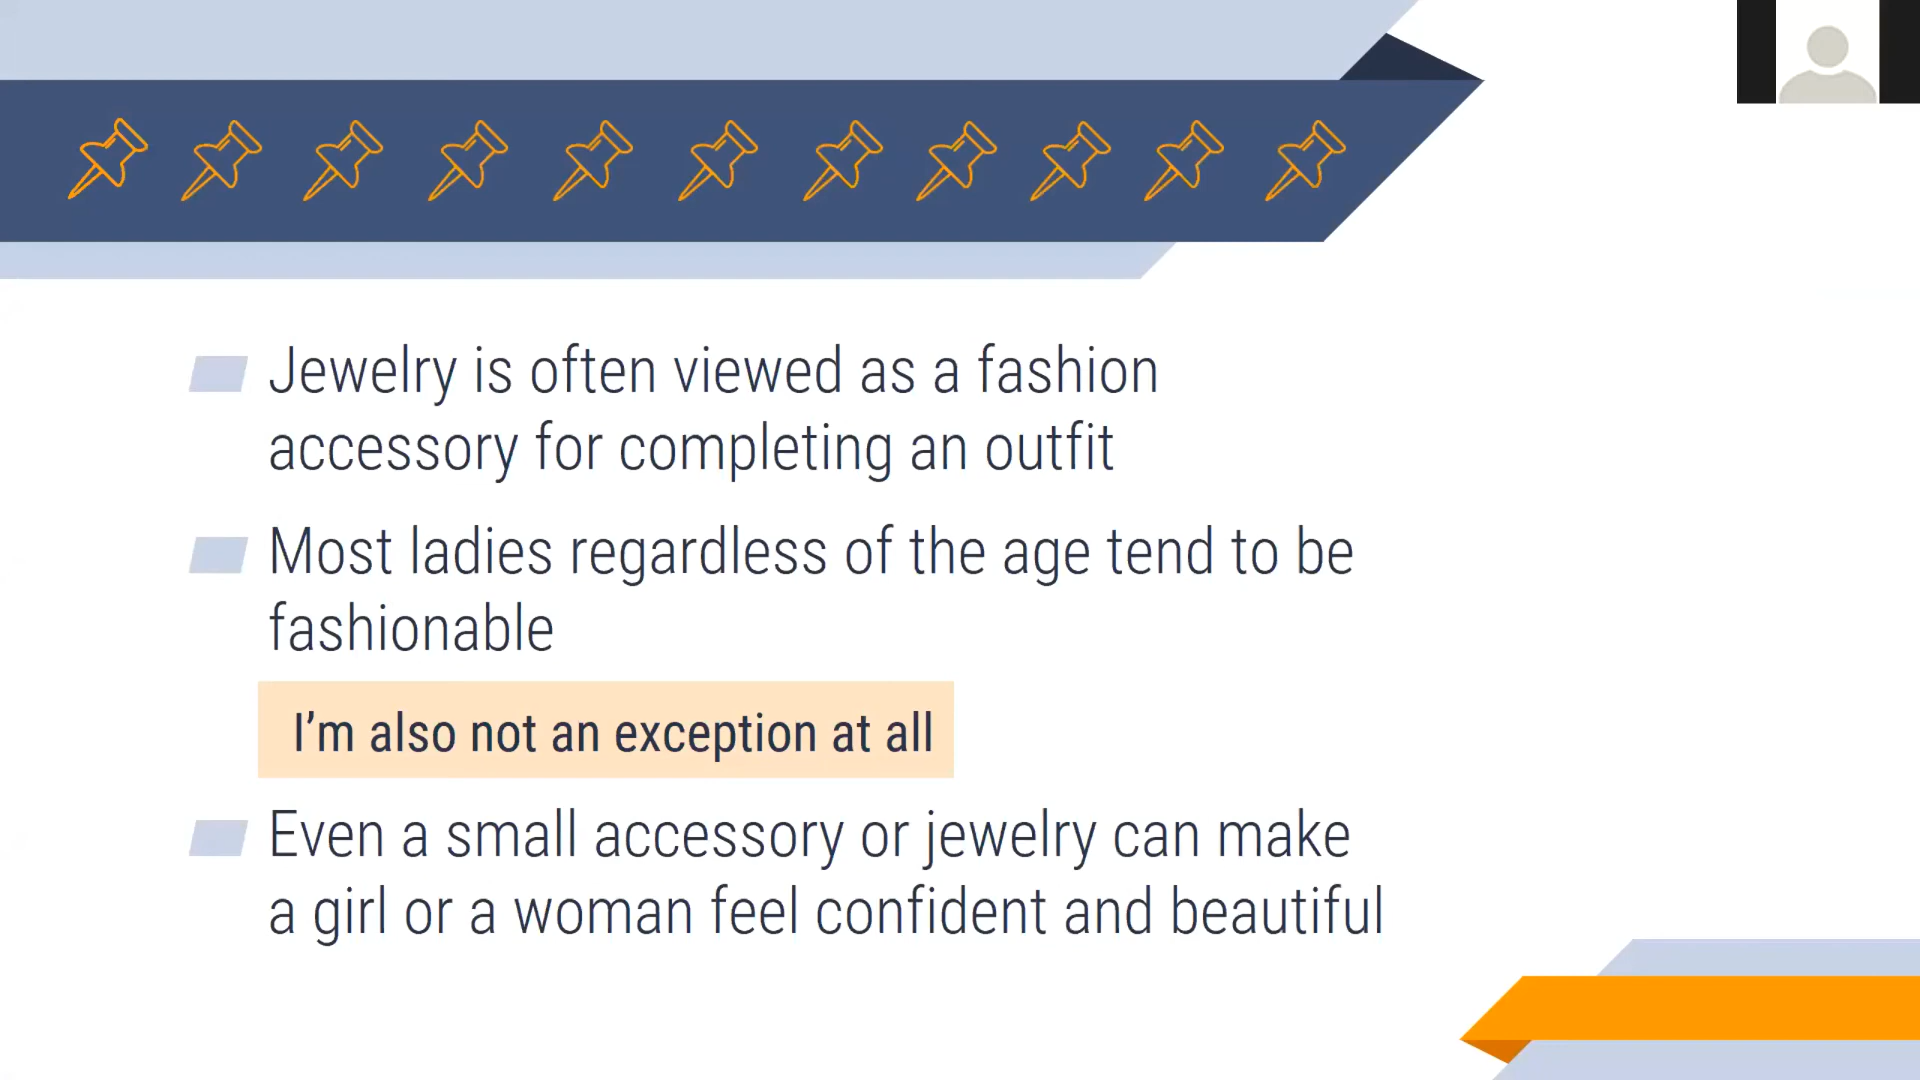 Jewelry is often viewed as a fashion
accessory for completing an outfit
Most ladies regardless of the age tend to be
fashionable
I’m also not an exception at all
Even a small accessory or jewelry can make
a girl or a woman feel confident and beautiful